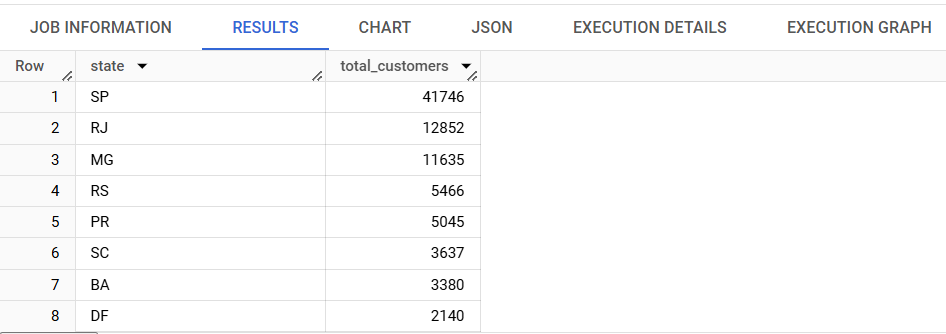 JOB INFORMATION RESULTS CHART JSON EXECUTION DETAILS EXECUTION GRAPH
Row state total_customers
1 SP 41746
2 RJ 12852
3 MG 11635
4 RS 5466
5 PR 5045
6 SC 3637
7 BA 3380
8 DF 2140